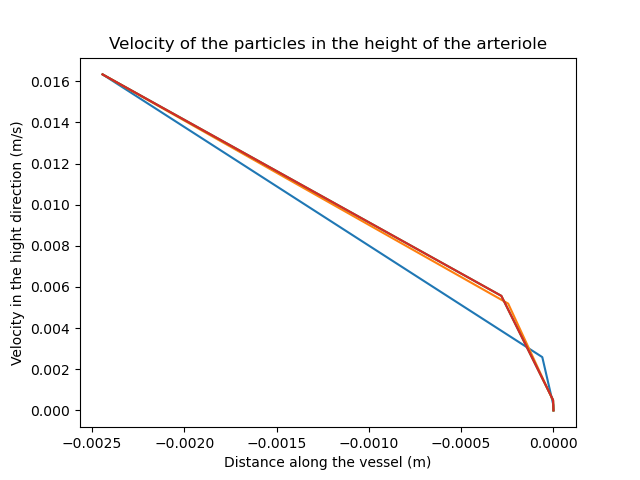 Velocity of the particles in the height of the arteriole
0.016
0.014
0.012
0.010
0.008
0.006
0.004
0.002
0.000
Velocity in the hight direction (m/s)
−0.0025 −0.0020 −0.0015 −0.0010 −0.0005 0.0000
Distance along the vessel (m)